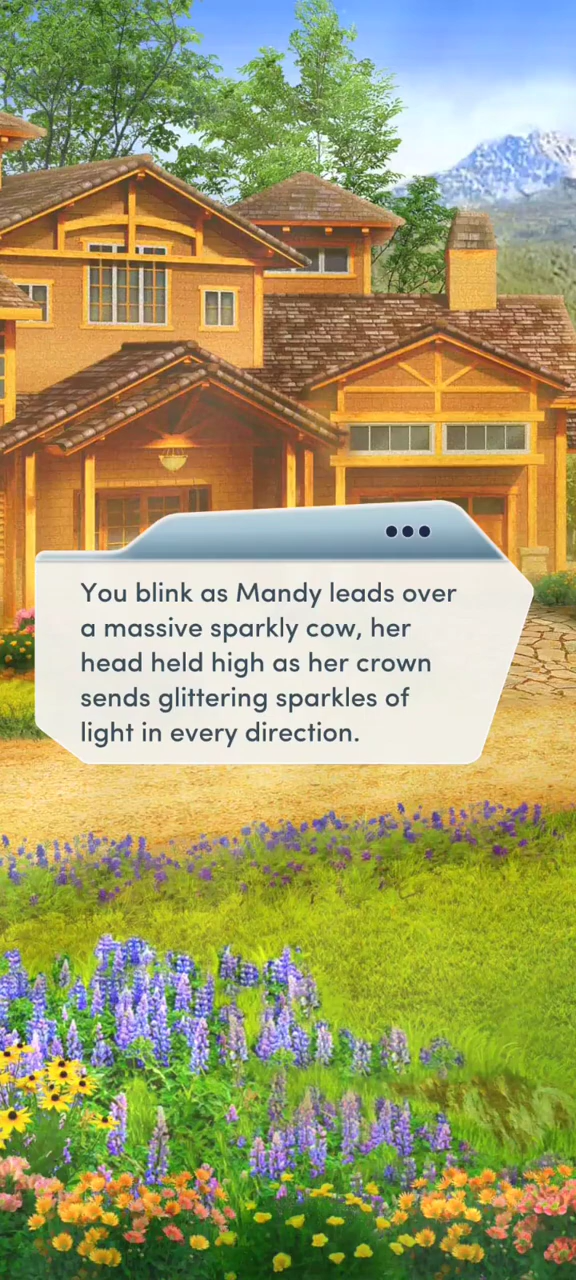 You blink as Mandy leads over
a massive sparkly cow, her
head held high as her crown
sends glittering sparkles of
light in every direction.